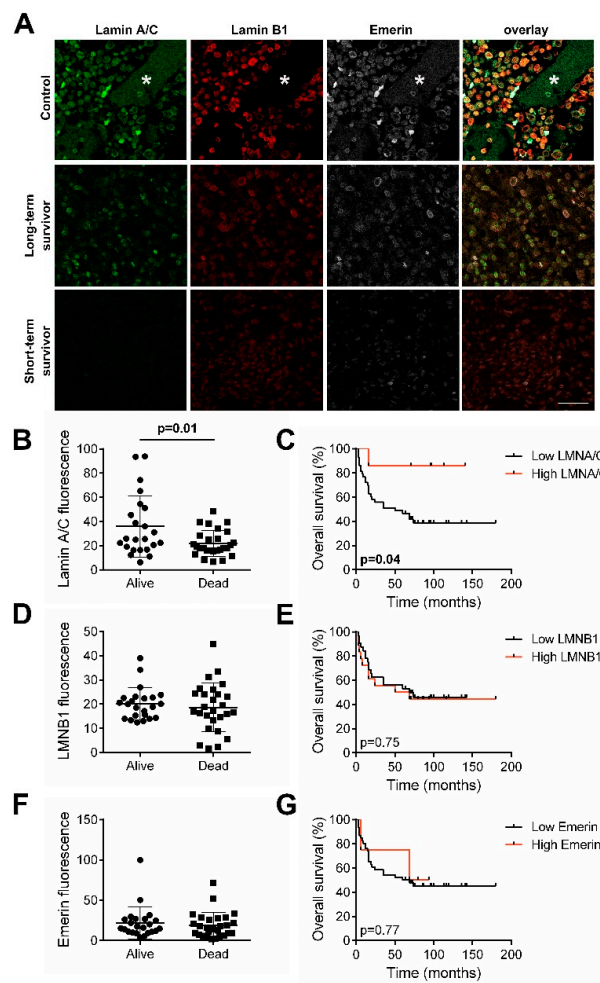 A
Lamin A/C Lamin B1 Emerin overlay
Control
* * * *
Long-term
survivor
Short-term
survivor
B
Lamin A/C fluorescence
100
80
60
40
20
0
p=0.01
Alive Dead
C
Overall survival (%)
100
80
60
40
20
0
Low LMNA/C
High LMNA/C
p=0.04
0 50 100 150 200
Time (months)
D
LMNB1 fluorescence
50
40
30
20
10
0
Alive Dead
E
Overall survival (%)
100
80
60
40
20
0
Low LMNB1
High LMNB1
p=0.75
0 50 100 150 200
Time (months)
F
Emerin fluorescence
150
100
50
0
Alive Dead
G
Overall survival (%)
100
80
60
40
20
0
Low Emerin
High Emerin
p=0.77
0 50 100 150 200
Time (months)